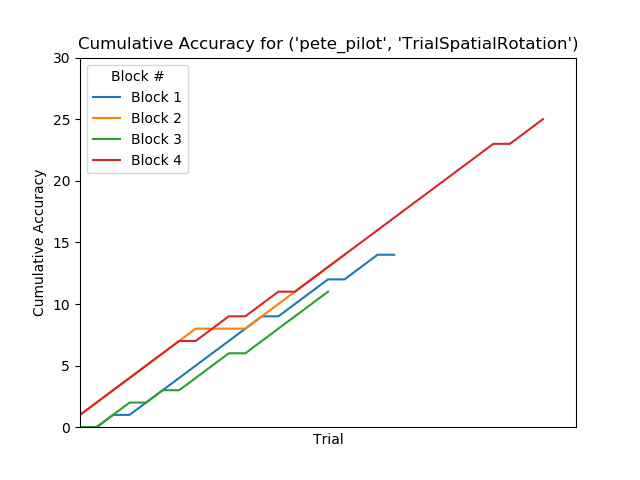 Cumulative Accuracy for ('pete_pilot', 'TrialSpatialRotation')
30
25
20
15
10
5
0
Cumulative Accuracy
Block #
Block 1
Block 2
Block 3
Block 4
Trial